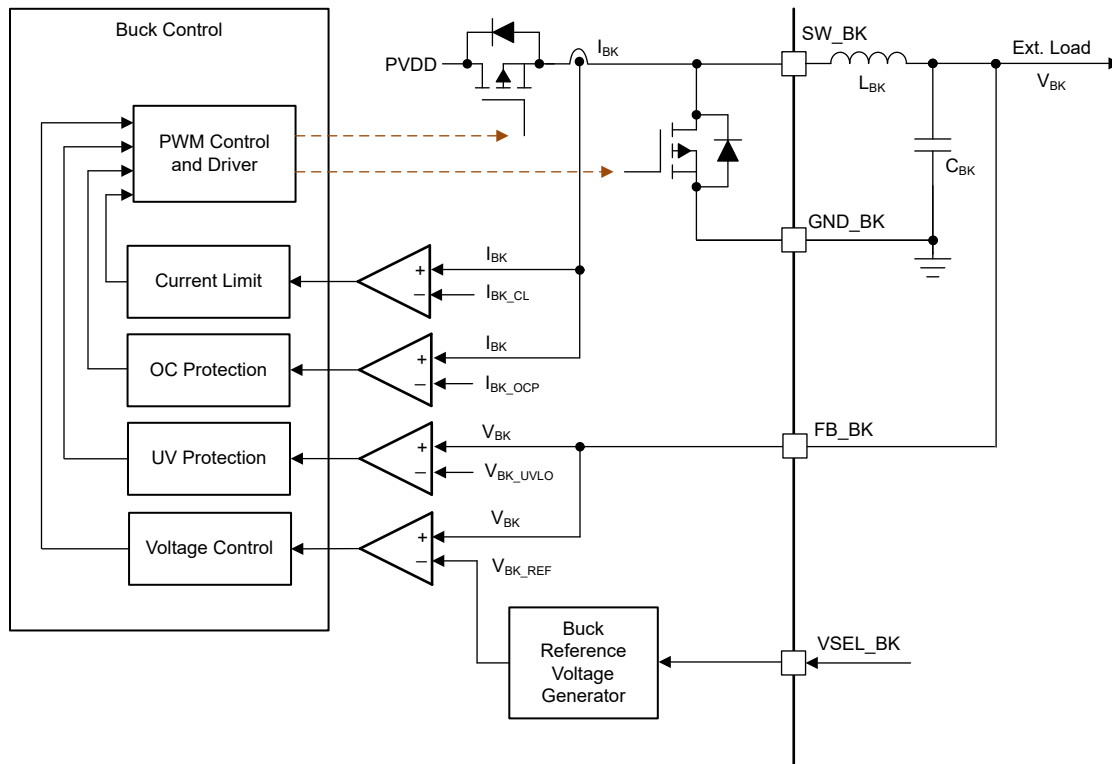 Buck Control
PVDD
I_BK
SW_BK
L_BK
Ext. Load
V_BK
PWM Control
and Driver
C_BK
GND_BK
Current Limit
+
I_BK
−
I_BK_CL
OC Protection
+
I_BK
−
I_BK_OCP
UV Protection
+
V_BK
−
V_BK_UVLO
FB_BK
Voltage Control
+
V_BK
−
V_BK_REF
Buck
Reference
Voltage
Generator
VSEL_BK